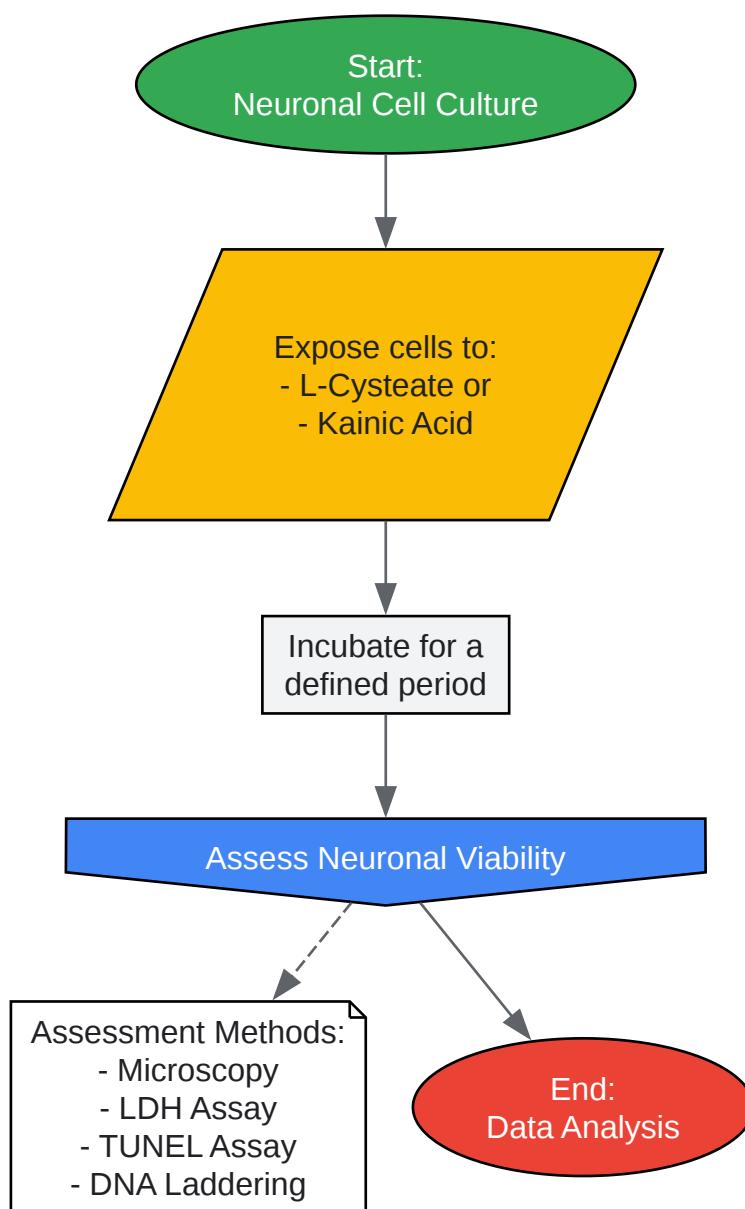 Start:
Neuronal Cell Culture
Expose cells to:
- L-Cysteate or
- Kainic Acid
Incubate for a
defined period
Assess Neuronal Viability
Assessment Methods:
- Microscopy
- LDH Assay
- TUNEL Assay
- DNA Laddering
End:
Data Analysis